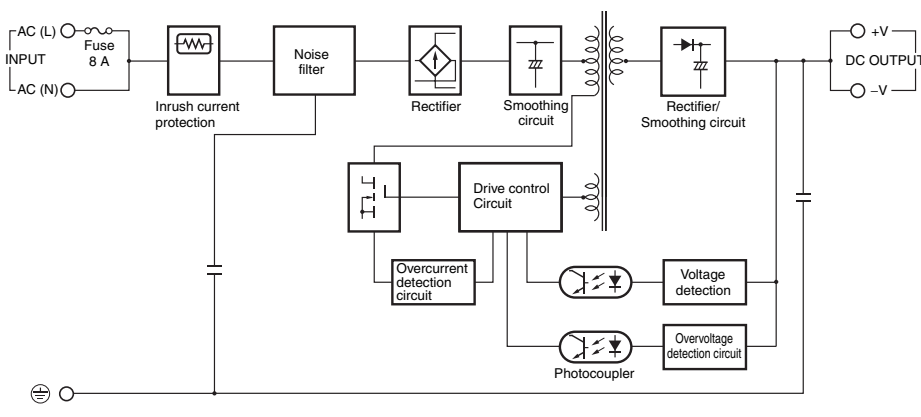 AC (L)
Fuse
8 A
INPUT
AC (N)
Inrush current
protection
Noise
filter
Rectifier
Smoothing
circuit
Rectifier/
Smoothing circuit
+V
DC OUTPUT
−V
Drive control
Circuit
Overcurrent
detection
circuit
Voltage
detection
Overvoltage
detection circuit
Photocoupler